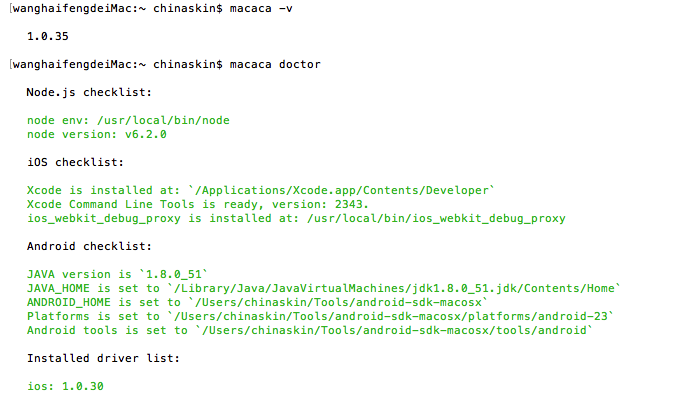 [wanghaifengdeiMac:~ chinaskin$ macaca -v
1.0.35
[wanghaifengdeiMac:~ chinaskin$ macaca doctor
Node.js checklist:
node env: /usr/local/bin/node
node version: v6.2.0
iOS checklist:
Xcode is installed at: `/Applications/Xcode.app/Contents/Developer`
Xcode Command Line Tools is ready, version: 2343.
ios_webkit_debug_proxy is installed at: /usr/local/bin/ios_webkit_debug_proxy
Android checklist:
JAVA version is `1.8.0_51`
JAVA_HOME is set to `/Library/Java/JavaVirtualMachines/jdk1.8.0_51.jdk/Contents/Home`
ANDROID_HOME is set to `/Users/chinaskin/Tools/android-sdk-macosx`
Platforms is set to `/Users/chinaskin/Tools/android-sdk-macosx/platforms/android-23`
Android tools is set to `/Users/chinaskin/Tools/android-sdk-macosx/tools/android`
Installed driver list:
ios: 1.0.30